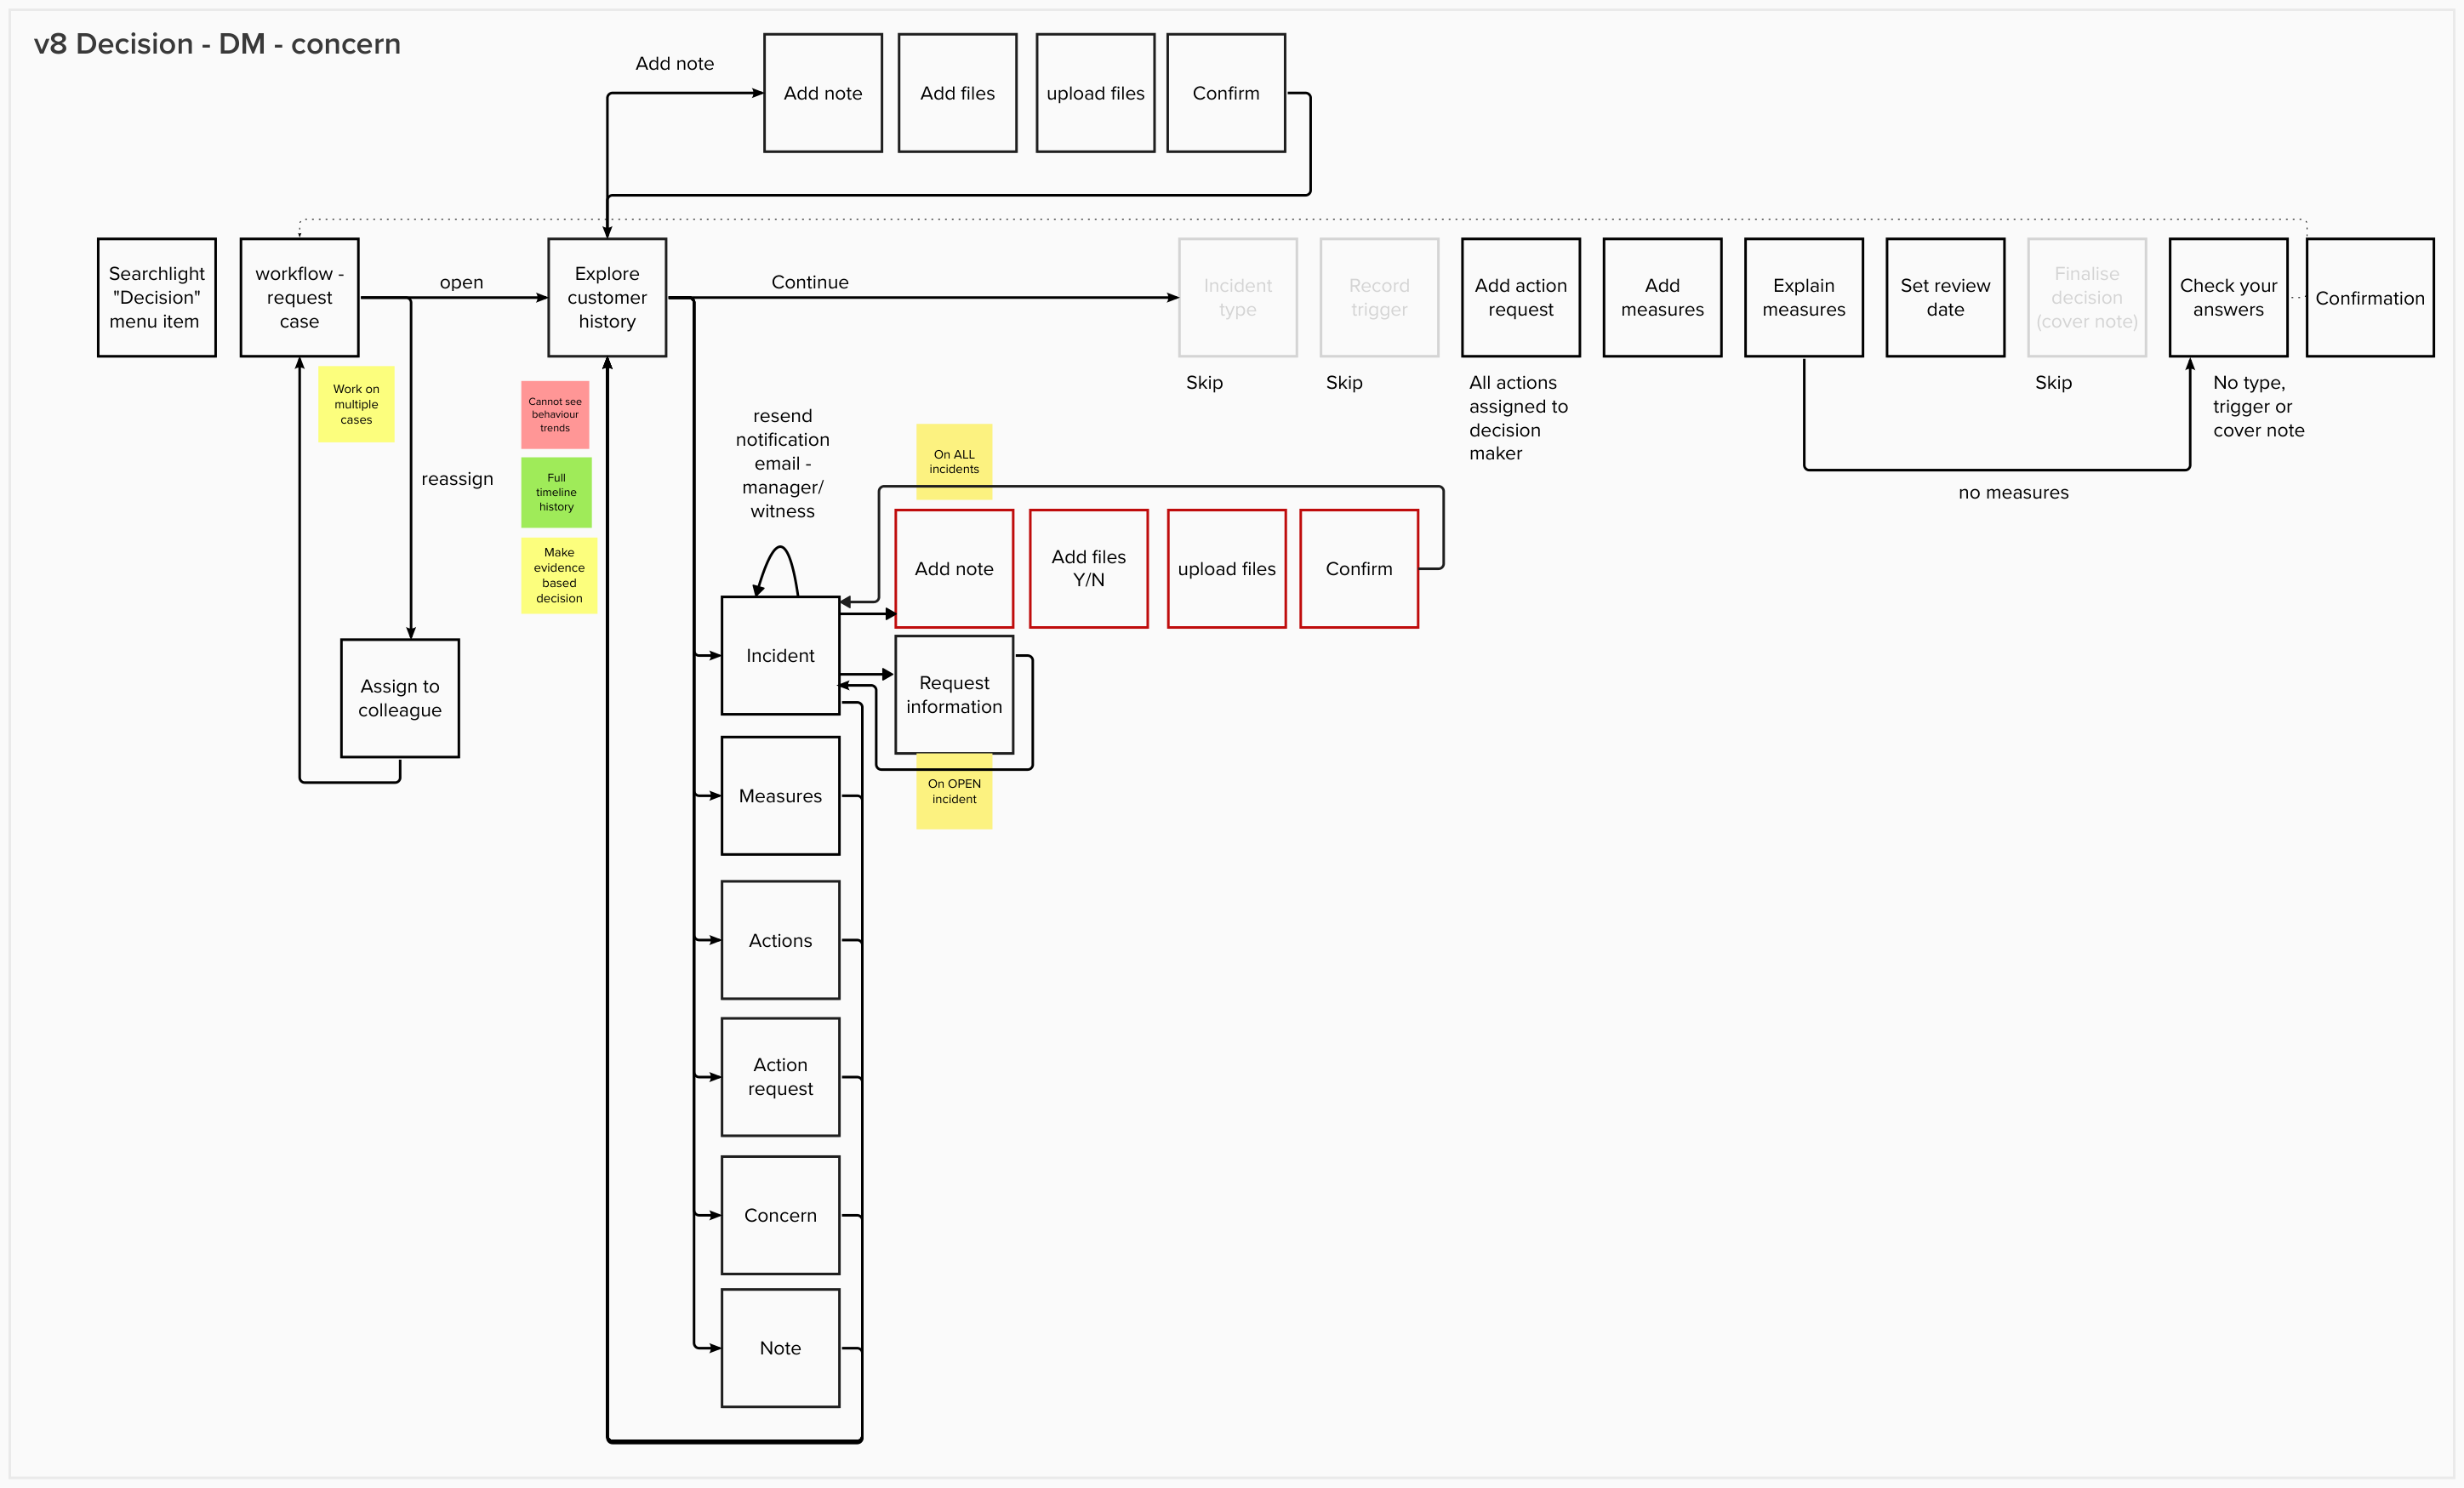 v8 Decision - DM - concern
Add note
Add note
Add files
upload files
Confirm
Searchlight
"Decision"
menu item
workflow -
request
case
open
Explore
customer
history
Continue
Incident
type
Record
trigger
Add action
request
Add
measures
Explain
measures
Set review
date
Finalise
decision
(cover note)
Check your
answers
Confirmation
Skip
Skip
All actions
assigned to
decision
maker
Skip
No type,
trigger or
cover note
no measures
Work on
multiple
cases
reassign
Cannot see
behaviour
trends
Full
timeline
history
Make
evidence
based
decision
resend
notification
email -
manager/
witness
On ALL
incidents
Add note
Add files
Y/N
upload files
Confirm
Incident
Request
information
On OPEN
incident
Assign to
colleague
Measures
Actions
Action
request
Concern
Note